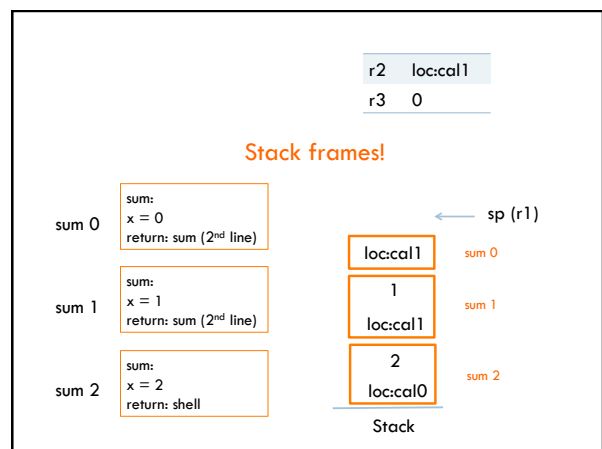 r2 loc:cal1
r3 0
Stack frames!
sum 0
sum:
x = 0
return: sum (2nd line)
sum 1
sum:
x = 1
return: sum (2nd line)
sum 2
sum:
x = 2
return: shell
sp (r1)
loc:cal1
sum 0
1
loc:cal1
sum 1
2
loc:cal0
sum 2
Stack